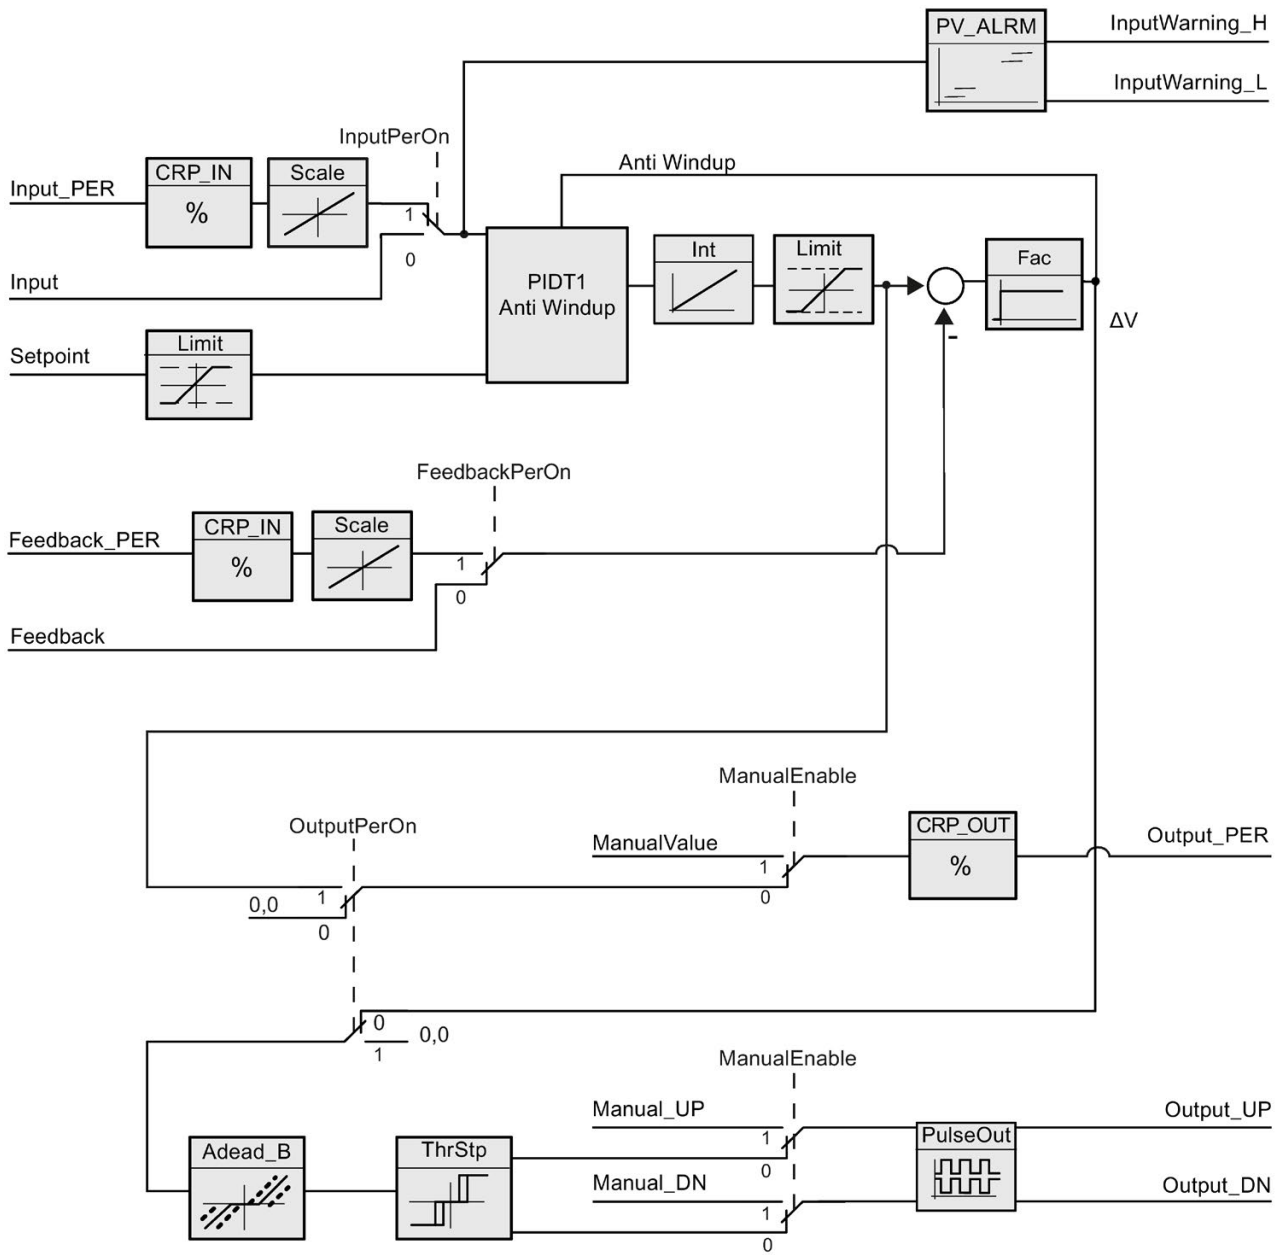 PV_ALRM
InputWarning_H
InputWarning_L
InputPerOn
Anti Windup
Input_PER
CRP_IN
%
Scale
1
0
Input
PIDT1
Anti Windup
Int
Limit
Fac
-
ΔV
Setpoint
Limit
FeedbackPerOn
Feedback_PER
CRP_IN
%
Scale
1
0
Feedback
ManualEnable
OutputPerOn
ManualValue
1
0
CRP_OUT
%
Output_PER
0,0
1
0
0
1
0,0
ManualEnable
Manual_UP
1
0
Output_UP
PulseOut
Adead_B
ThrStp
Manual_DN
1
0
Output_DN